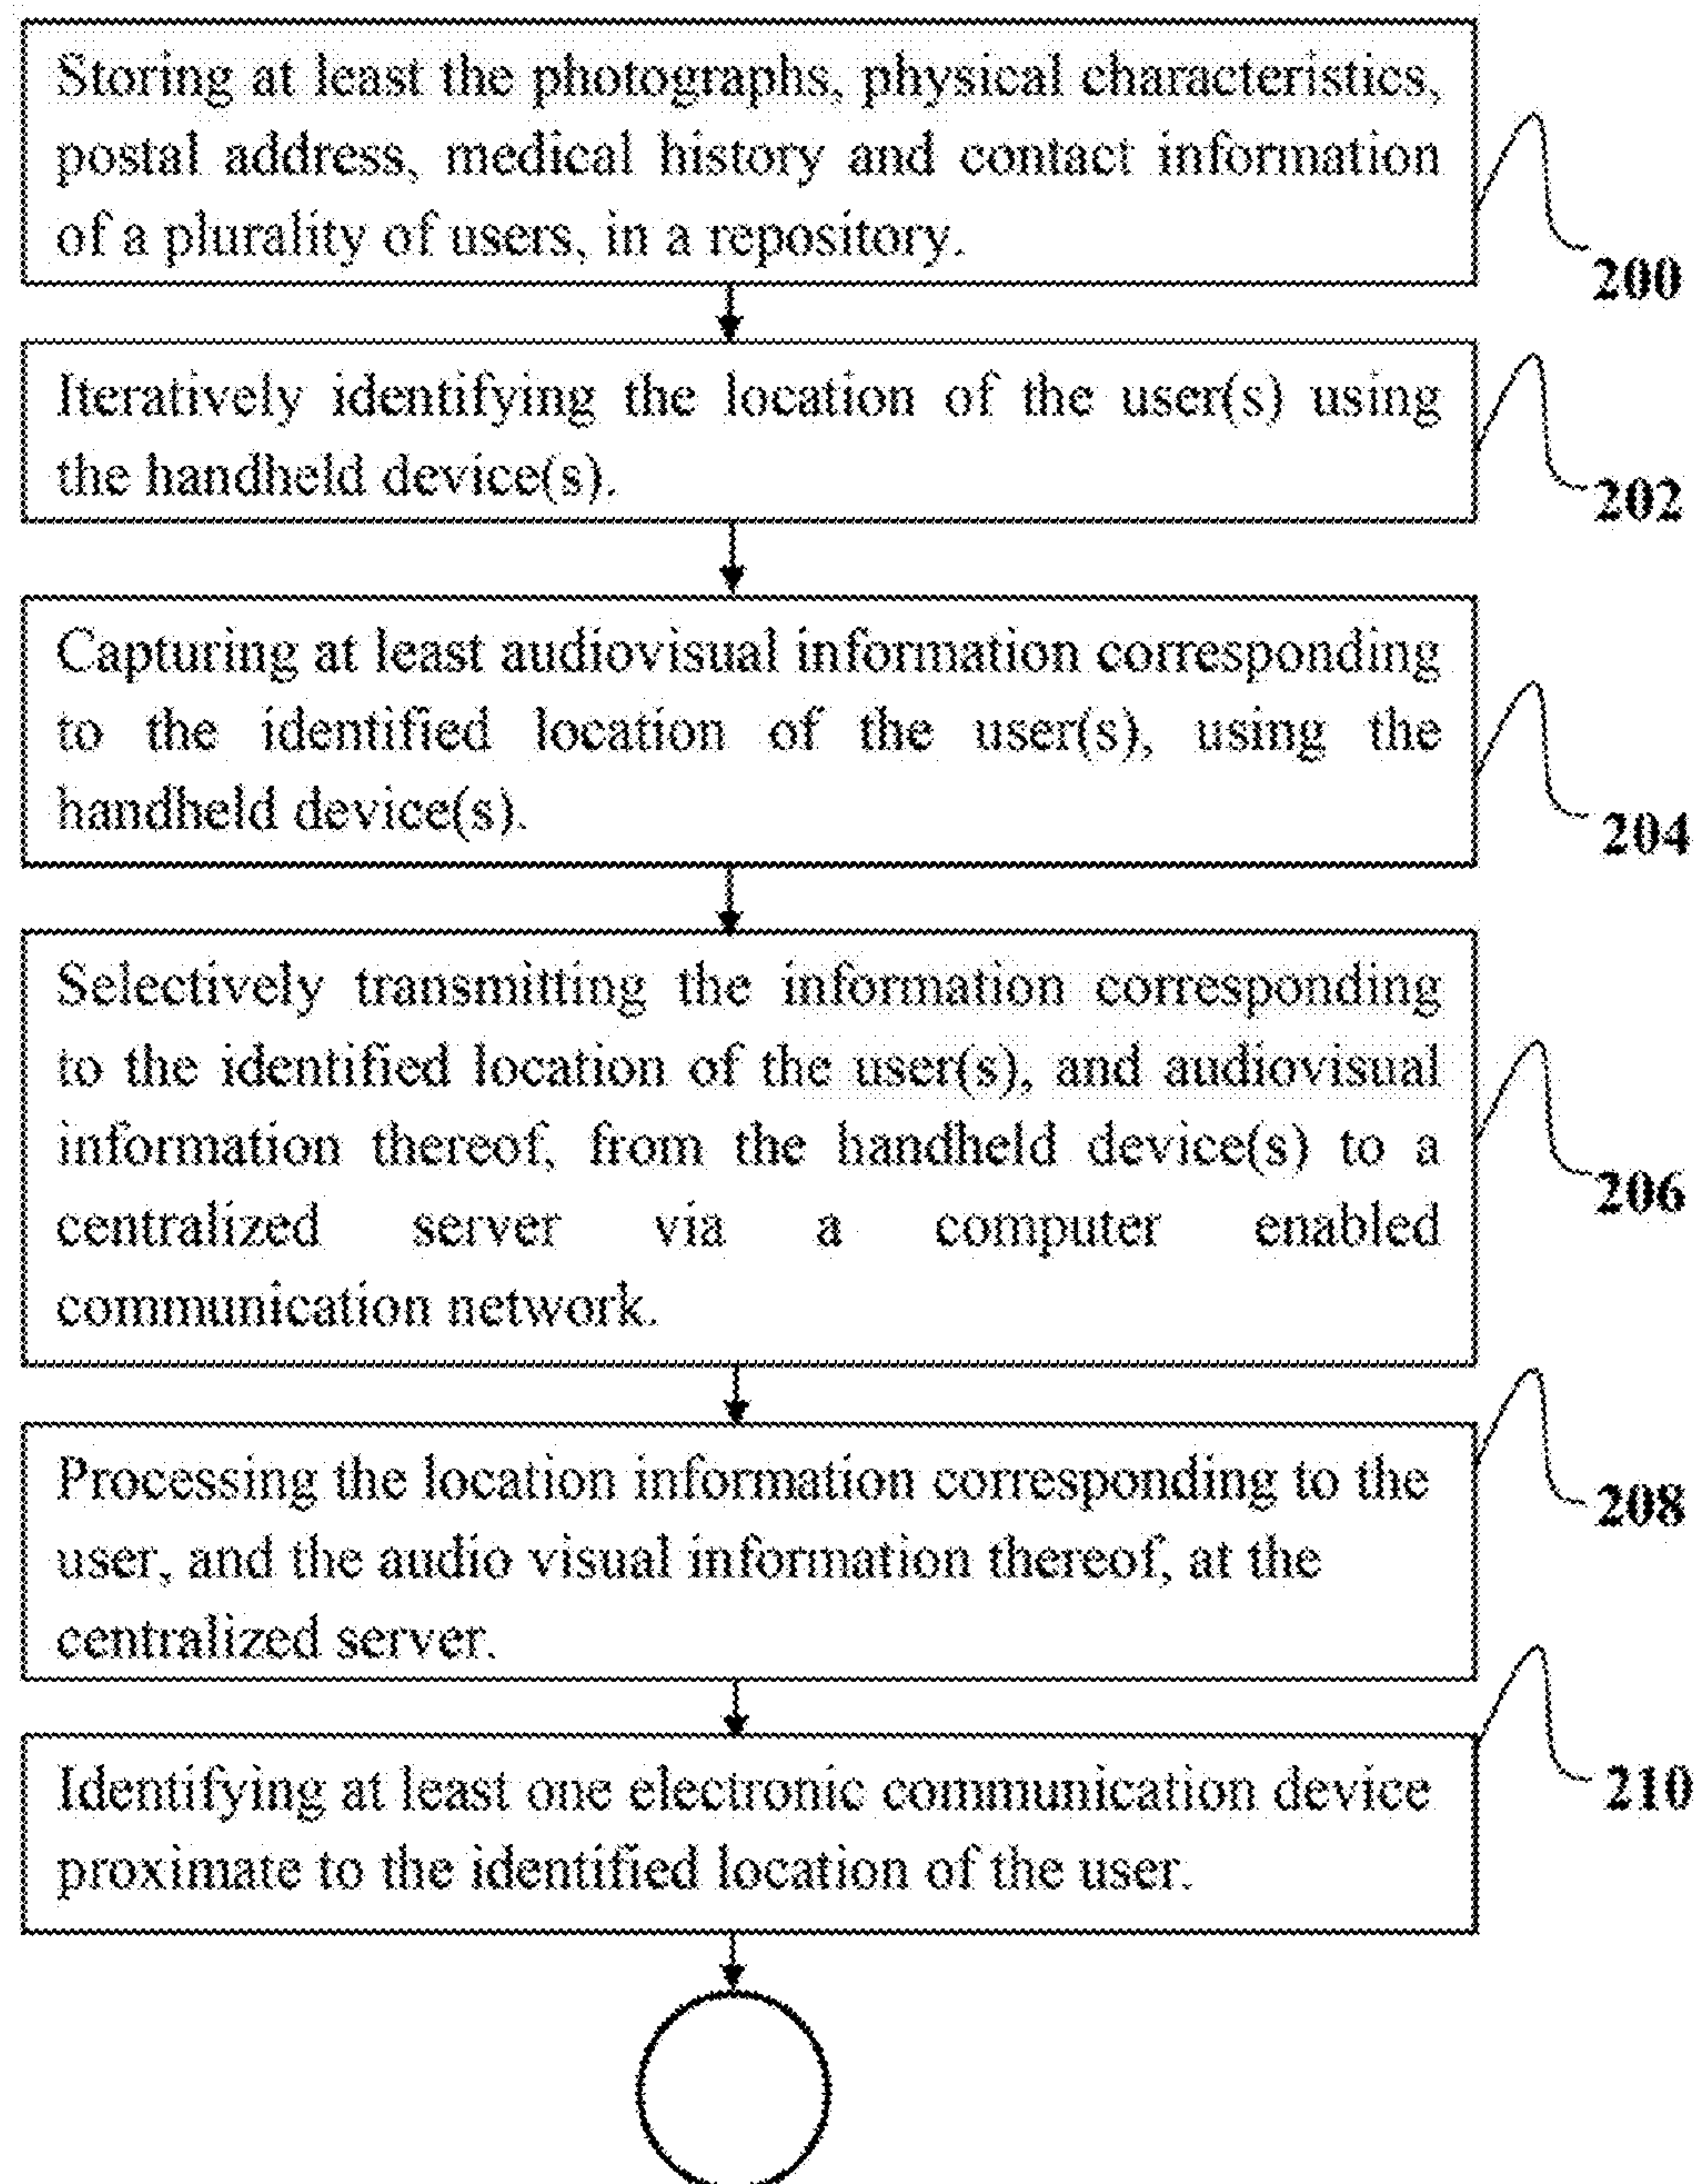 Storing at least the photographs, physical characteristics,
postal address, medical history and contact information
of a plurality of users, in a repository.
200
Iteratively identifying the location of the user(s) using
the handheld device(s).
202
Capturing at least audiovisual information corresponding
to the identified location of the user(s), using the
handheld device(s).
204
Selectively transmitting the information corresponding
to the identified location of the user(s), and audiovisual
information thereof, from the handheld device(s) to a
centralized server via a computer enabled
communication network.
206
Processing the location information corresponding to the
user, and the audio visual information thereof, at the
centralized server.
208
Identifying at least one electronic communication device
proximate to the identified location of the user.
210